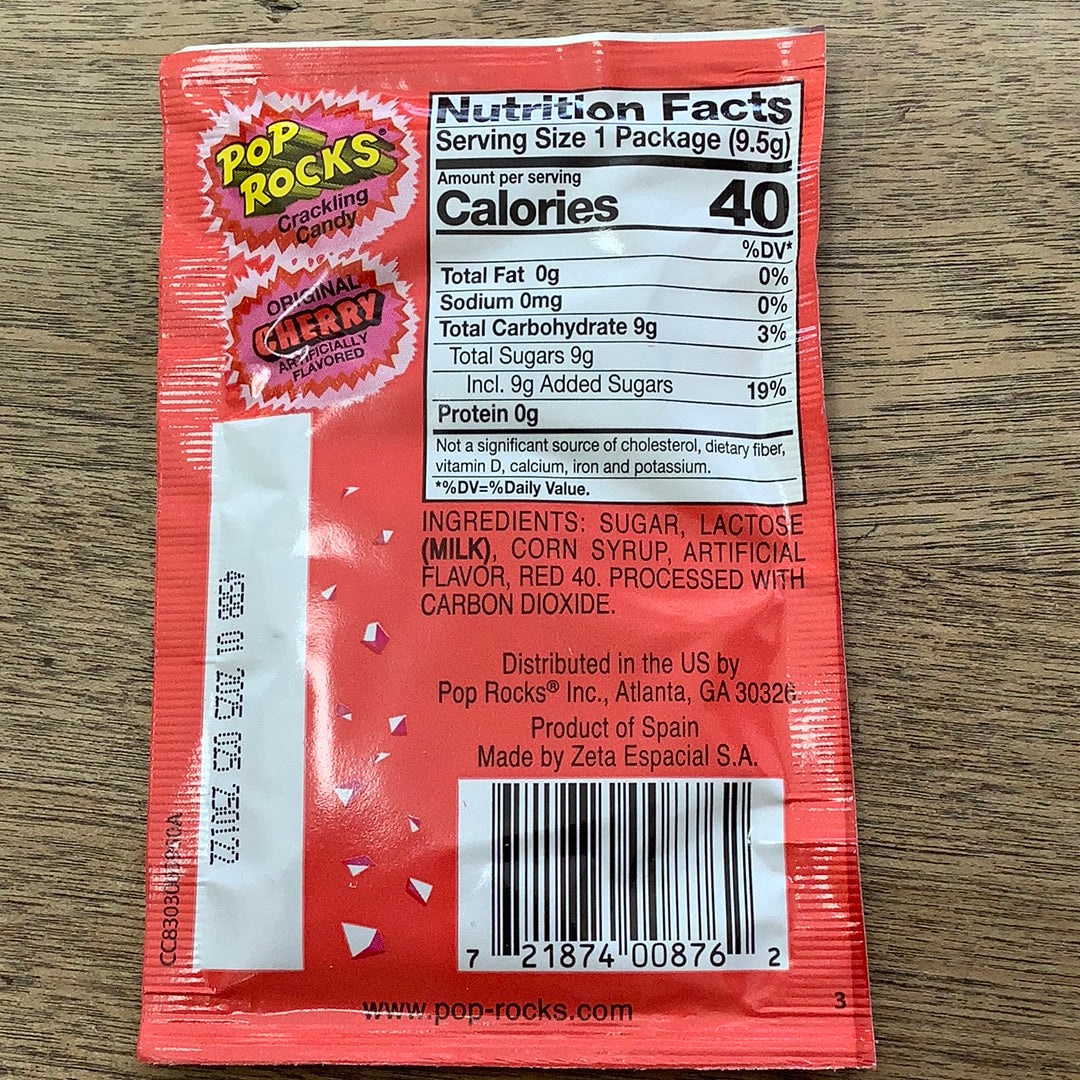 POP
ROCKS®
Crackling
Candy
ORIGINAL
CHERRY
ARTIFICIALLY
FLAVORED
Nutrition Facts
Serving Size 1 Package (9.5g)
Amount per serving
Calories 40
%DV*
Total Fat 0g 0%
Sodium 0mg 0%
Total Carbohydrate 9g 3%
Total Sugars 9g
Incl. 9g Added Sugars 19%
Protein 0g
Not a significant source of cholesterol, dietary fiber,
vitamin D, calcium, iron and potassium.
*%DV=%Daily Value.
INGREDIENTS: SUGAR, LACTOSE
(MILK), CORN SYRUP, ARTIFICIAL
FLAVOR, RED 40. PROCESSED WITH
CARBON DIOXIDE.
Distributed in the US by
Pop Rocks® Inc., Atlanta, GA 30326
Product of Spain
Made by Zeta Espacial S.A.
7 21874 00876 2
www.pop-rocks.com
3